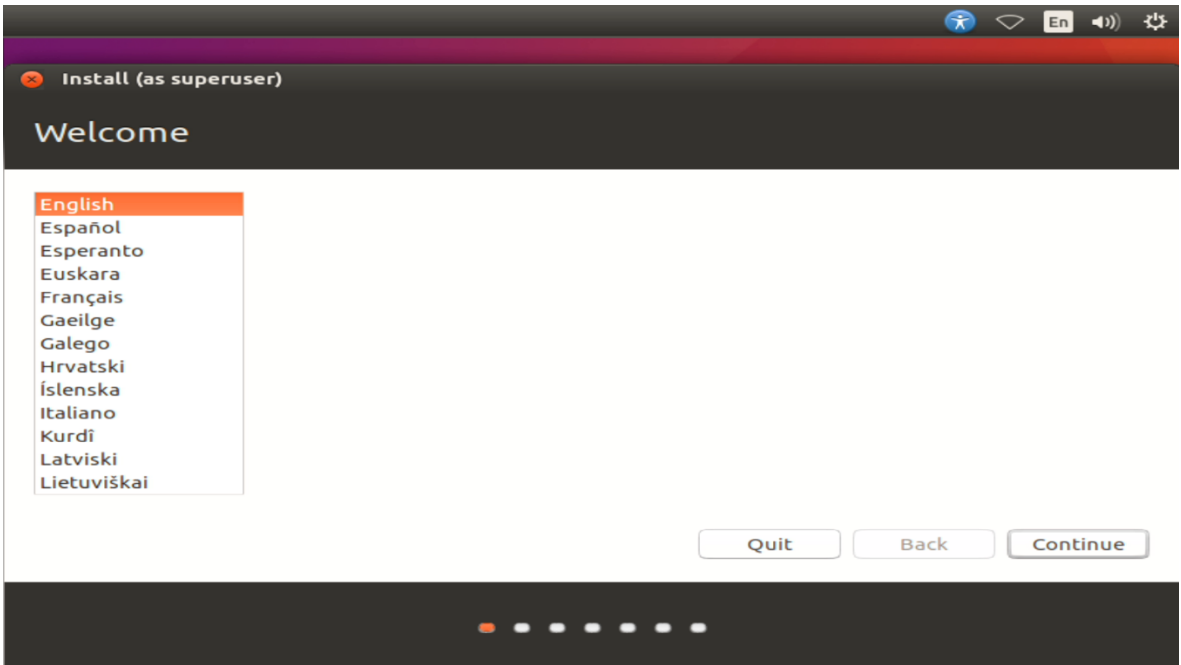 En
Install (as superuser)
Welcome
English
Español
Esperanto
Euskara
Français
Gaeilge
Galego
Hrvatski
Íslenska
Italiano
Kurdî
Latviski
Lietuviškai
Quit Back Continue